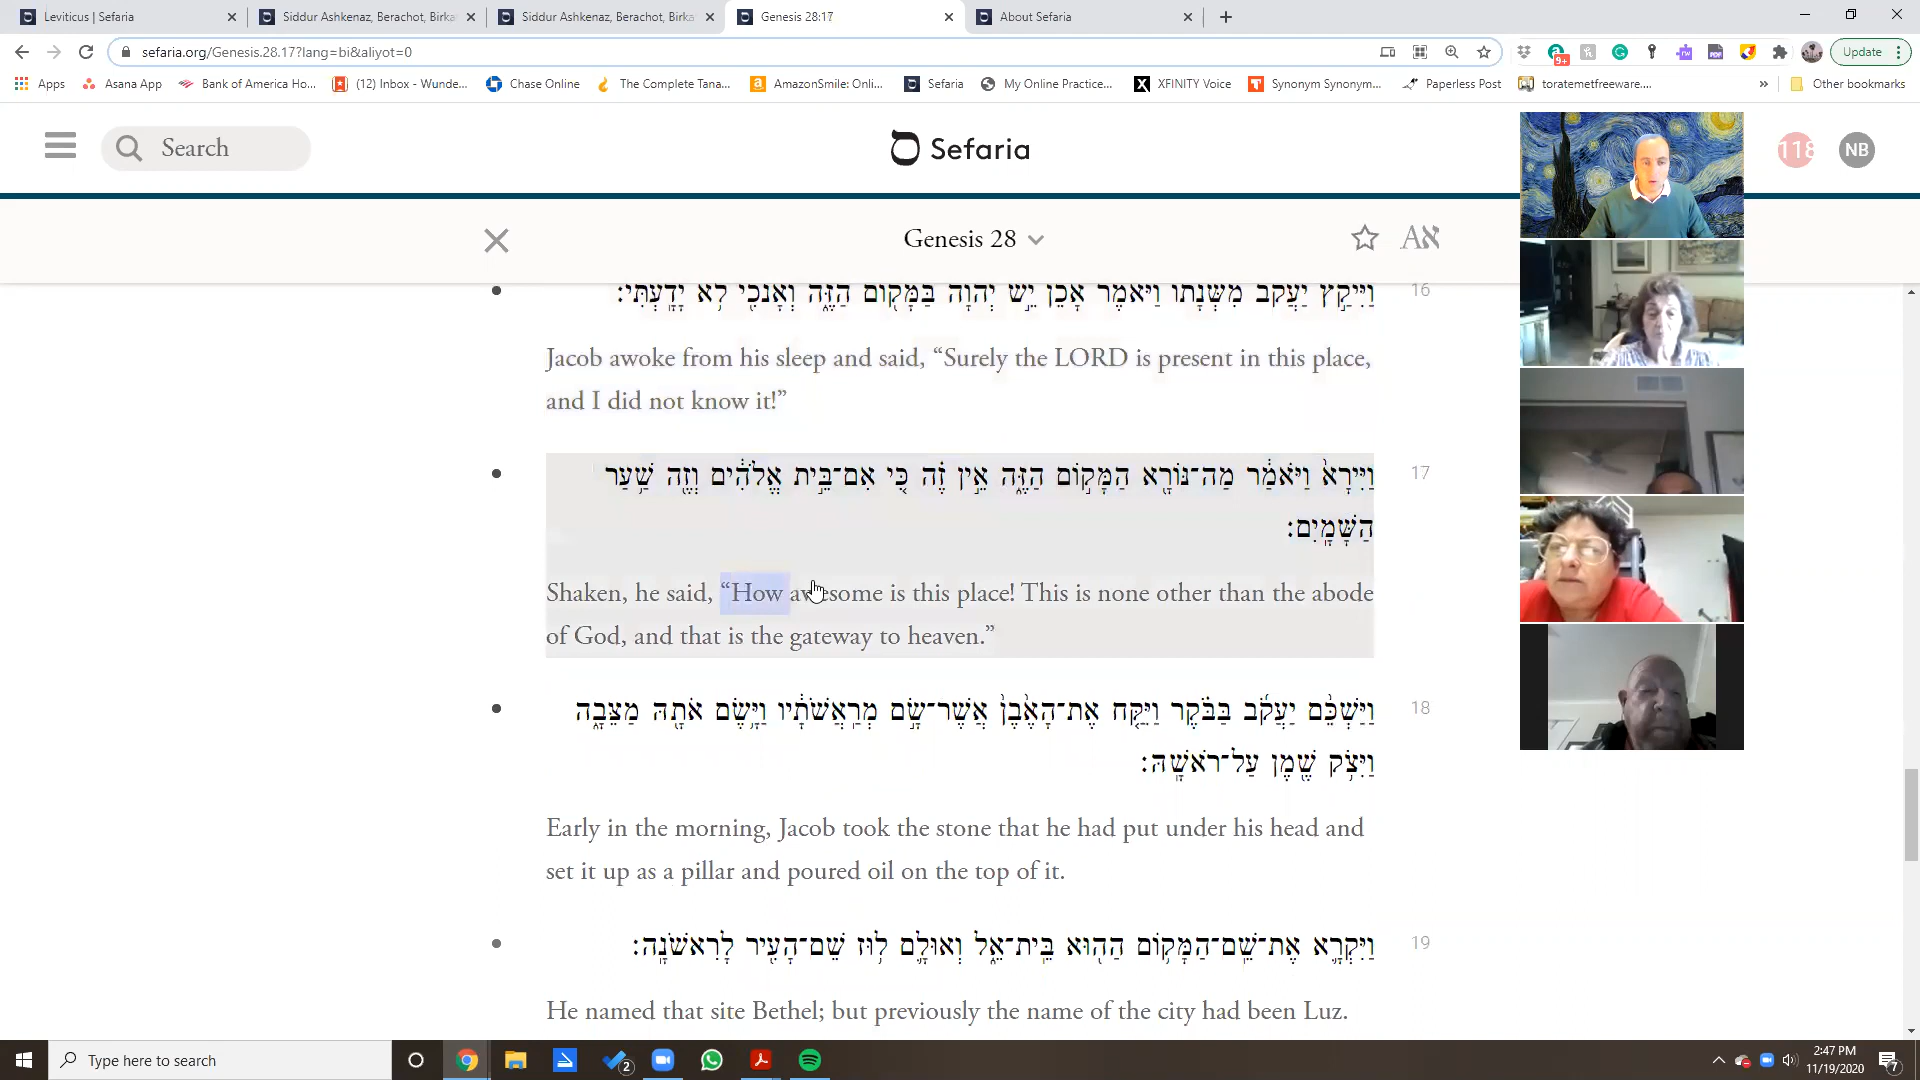 Leviticus | Sefaria
Siddur Ashkenaz, Berachot, Birka
Siddur Ashkenaz, Berachot, Birka
Genesis 28:17
About Sefaria
sefaria.org/Genesis.28.17?lang=bi&aliyot=0
9+
Update
Apps
Asana App
Bank of America Ho...
(12) Inbox - Wunde...
Chase Online
The Complete Tana...
AmazonSmile: Onli...
Sefaria
My Online Practice...
XFINITY Voice
Synonym Synonym...
Paperless Post
toratemetfreeware....
»
Other bookmarks
Search
Sefaria
118
NB
Genesis 28
Aא
וַיִּיקַ֣ץ יַעֲקֹב֮ מִשְּׁנָתוֹ֒ וַיֹּ֕אמֶר אָכֵן֙ יֵ֣שׁ יְהוָ֔ה בַּמָּק֖וֹם הַזֶּ֑ה וְאָנֹכִ֖י לֹ֥א יָדָֽעְתִּי׃
16
Jacob awoke from his sleep and said, “Surely the LORD is present in this place,
and I did not know it!”
וַיִּירָא֙ וַיֹּאמַ֔ר מַה־נּוֹרָ֖א הַמָּק֣וֹם הַזֶּ֑ה אֵ֣ין זֶ֗ה כִּ֚י אִם־בֵּ֣ית אֱלֹהִ֔ים וְזֶ֖ה שַׁ֥עַר
17
הַשָּׁמָֽיִם׃
Shaken, he said, “How awesome is this place! This is none other than the abode
of God, and that is the gateway to heaven.”
וַיַּשְׁכֵּ֨ם יַעֲקֹ֜ב בַּבֹּ֗קֶר וַיִּקַּ֤ח אֶת־הָאֶ֙בֶן֙ אֲשֶׁר־שָׂ֣ם מְרַֽאֲשֹׁתָ֔יו וַיָּ֥שֶׂם אֹתָ֖הּ מַצֵּבָ֑ה
18
וַיִּצֹ֥ק שֶׁ֖מֶן עַל־רֹאשָֽׁהּ׃
Early in the morning, Jacob took the stone that he had put under his head and
set it up as a pillar and poured oil on the top of it.
וַיִּקְרָ֛א אֶת־שֵֽׁם־הַמָּק֥וֹם הַה֖וּא בֵּֽית־אֵ֑ל וְאוּלָ֛ם ל֥וּז שֵׁם־הָעִ֖יר לָרִאשֹׁנָֽה׃
19
He named that site Bethel; but previously the name of the city had been Luz.
Type here to search
2
2:47 PM
11/19/2020
7